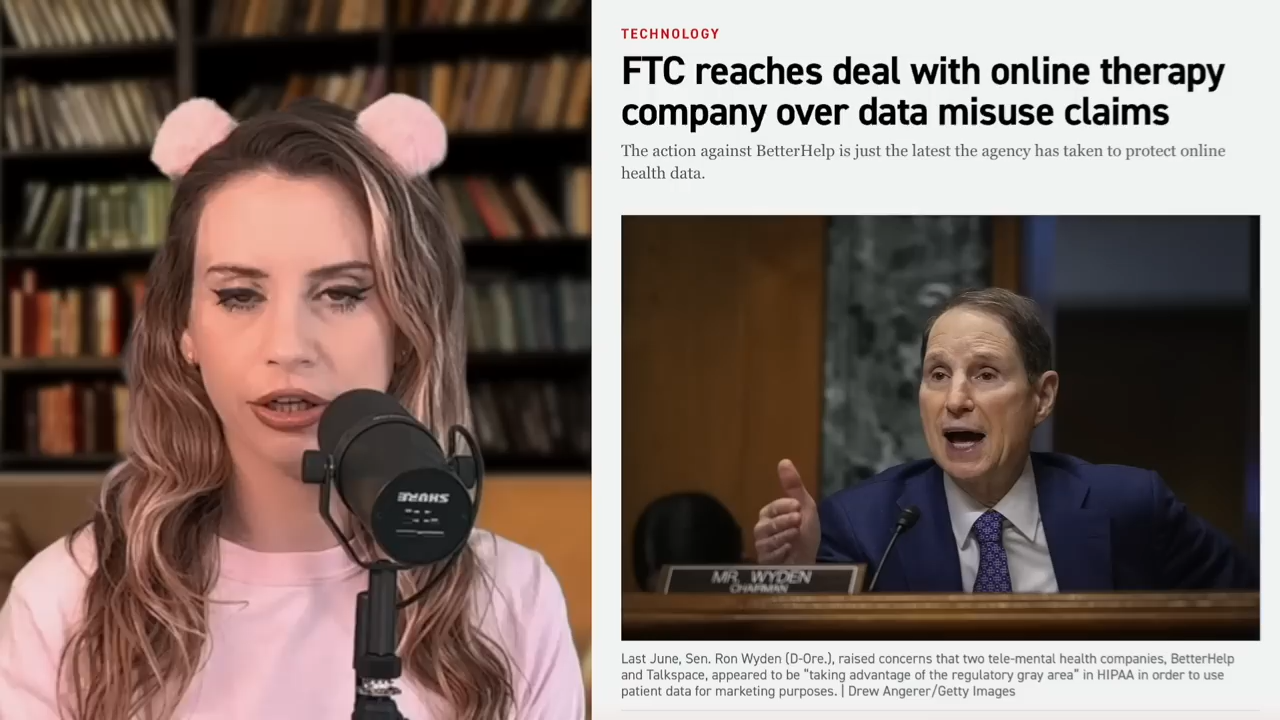 TECHNOLOGY
FTC reaches deal with online therapy
company over data misuse claims
The action against BetterHelp is just the latest the agency has taken to protect online
health data.
SHURE
MR. WYDEN
CHAIRMAN
Last June, Sen. Ron Wyden (D-Ore.), raised concerns that two tele-mental health companies, BetterHelp
and Talkspace, appeared to be “taking advantage of the regulatory gray area” in HIPAA in order to use
patient data for marketing purposes. | Drew Angerer/Getty Images